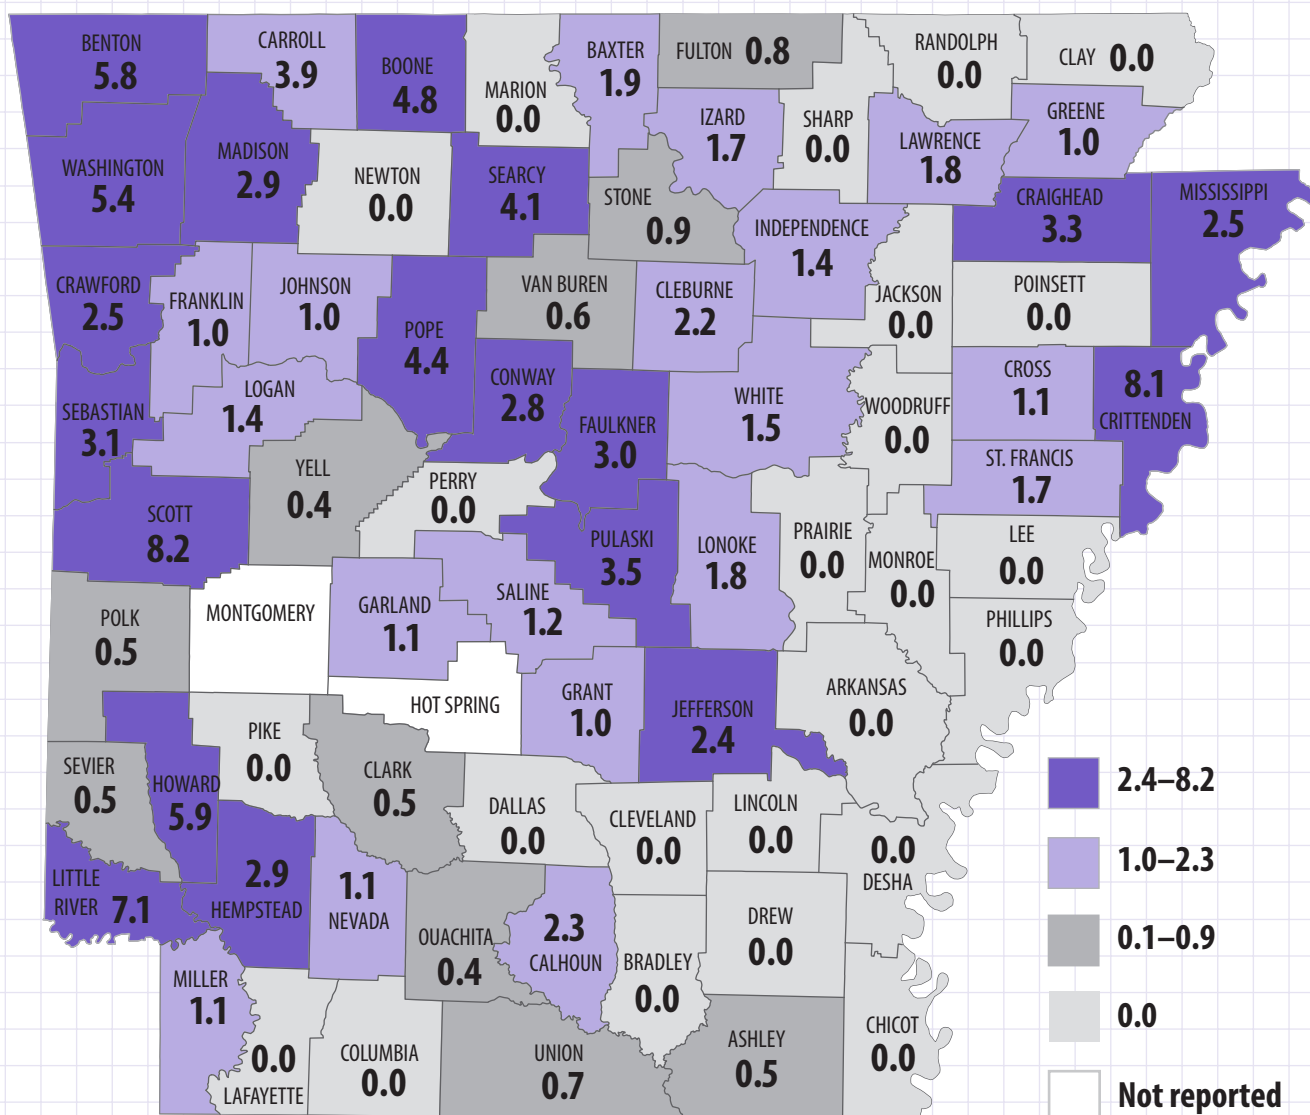 BENTON
5.8
CARROLL
3.9
BOONE
4.8
MARION
0.0
BAXTER
1.9
FULTON 0.8
RANDOLPH
0.0
CLAY 0.0
IZARD
1.7
SHARP
0.0
LAWRENCE
1.8
GREENE
1.0
WASHINGTON
5.4
MADISON
2.9
NEWTON
0.0
SEARCY
4.1
STONE
0.9
INDEPENDENCE
1.4
CRAIGHEAD
3.3
MISSISSIPPI
2.5
CRAWFORD
2.5
FRANKLIN
1.0
JOHNSON
1.0
POPE
4.4
VAN BUREN
0.6
CLEBURNE
2.2
JACKSON
0.0
POINSETT
0.0
SEBASTIAN
3.1
LOGAN
1.4
CONWAY
2.8
FAULKNER
3.0
WHITE
1.5
WOODRUFF
0.0
CROSS
1.1
8.1
CRITTENDEN
SCOTT
8.2
YELL
0.4
PERRY
0.0
PULASKI
3.5
LONOKE
1.8
PRAIRIE
0.0
MONROE
0.0
ST. FRANCIS
1.7
LEE
0.0
POLK
0.5
MONTGOMERY
GARLAND
1.1
SALINE
1.2
PHILLIPS
0.0
HOT SPRING
GRANT
1.0
JEFFERSON
2.4
ARKANSAS
0.0
SEVIER
0.5
HOWARD
5.9
PIKE
0.0
CLARK
0.5
DALLAS
0.0
CLEVELAND
0.0
LINCOLN
0.0
0.0
DESHA
LITTLE
RIVER 7.1
2.9
HEMPSTEAD
1.1
NEVADA
OUACHITA
0.4
2.3
CALHOUN
BRADLEY
0.0
DREW
0.0
MILLER
1.1
0.0
LAFAYETTE
COLUMBIA
0.0
UNION
0.7
ASHLEY
0.5
CHICOT
0.0
2.4–8.2
1.0–2.3
0.1–0.9
0.0
Not reported